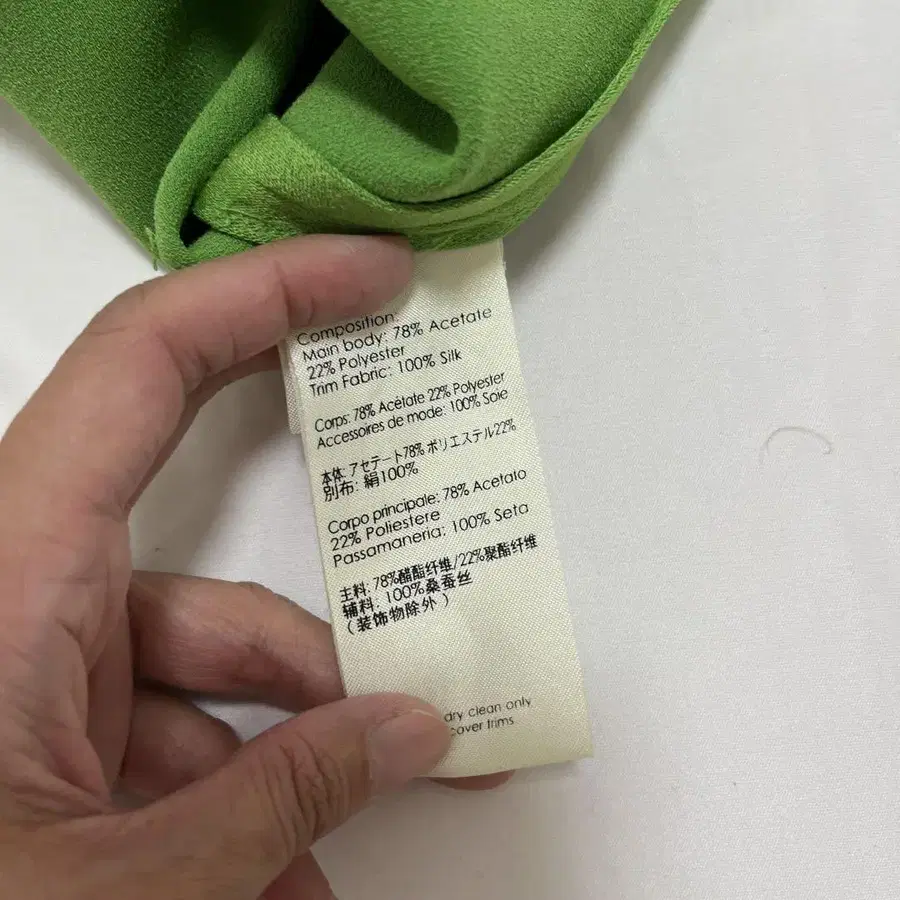 Composition:
Main body: 78% Acetate
22% Polyester
Trim Fabric: 100% Silk
Corps: 78% Acétate 22% Polyester
Accessoires de mode: 100% Soie
本体: アセテート78% ポリエステル22%
別布: 絹100%
Corpo principale: 78% Acetato
22% Poliestere
Passamaneria: 100% Seta
主料: 78%醋酯纤维/22%聚酯纤维
辅料: 100%桑蚕丝
(装饰物除外)
dry clean only
cover trims